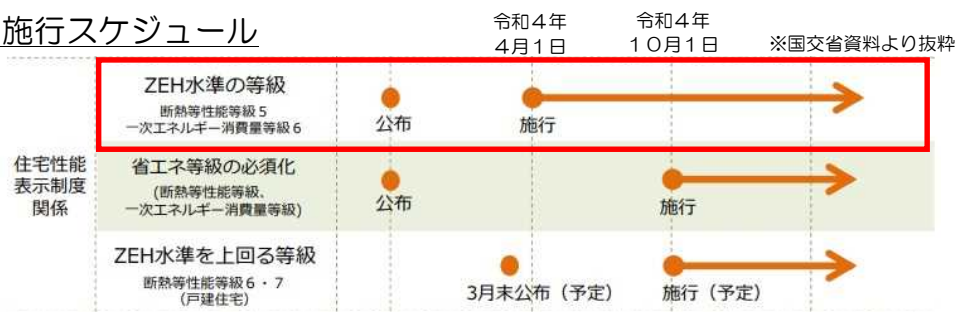 施行スケジュール
令和4年
4月1日
令和4年
10月1日
※国交省資料より抜粋
住宅性能
表示制度
関係
ZEH水準の等級
断熱等性能等級5
一次エネルギー消費量等級6
公布
施行
省エネ等級の必須化
(断熱等性能等級、
一次エネルギー消費量等級)
公布
施行
ZEH水準を上回る等級
断熱等性能等級6・7
(戸建住宅)
3月末公布(予定)
施行(予定)